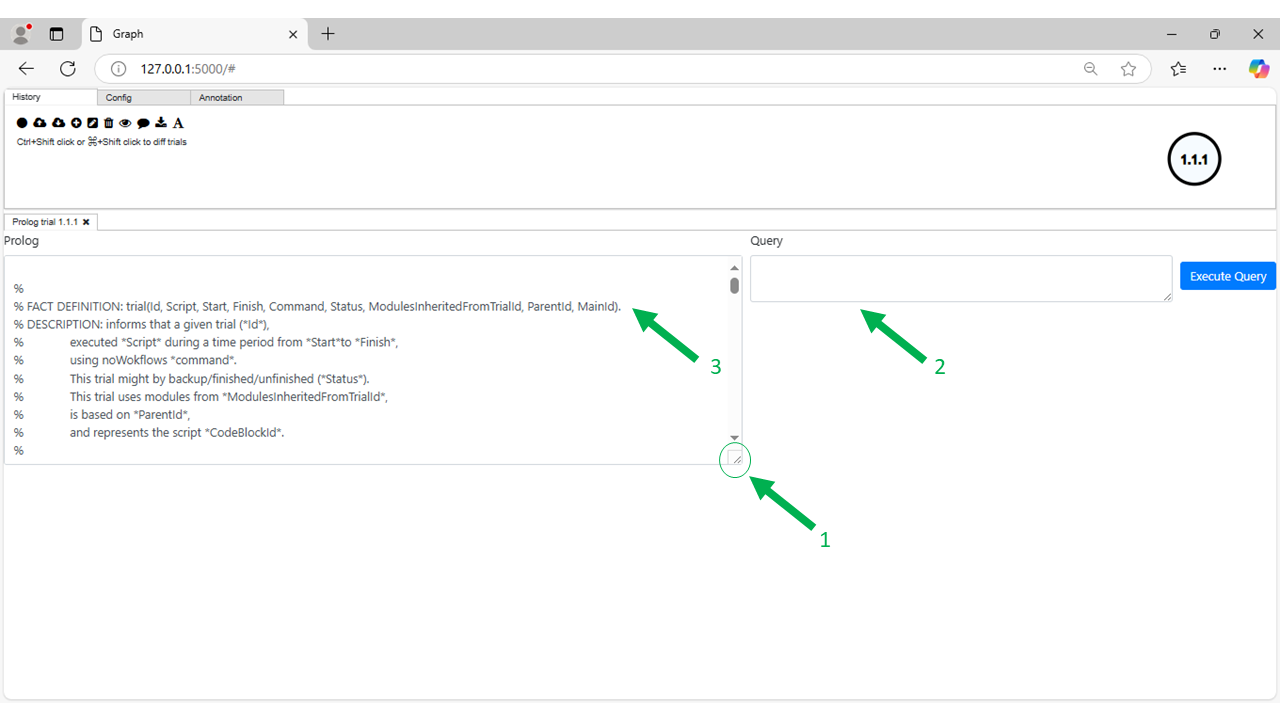 Graph
127.0.0.1:5000/#
History Config Annotation
A
Ctrl+Shift click or ⌘+Shift click to diff trials
1.1.1
Prolog trial 1.1.1
Prolog Query
Execute Query
%
% FACT DEFINITION: trial(Id, Script, Start, Finish, Command, Status, ModulesInheritedFromTrialId, ParentId, MainId).
% DESCRIPTION: informs that a given trial (*Id*),
% executed *Script* during a time period from *Start*to *Finish*,
% using noWokflows *command*.
% This trial might by backup/finished/unfinished (*Status*).
% This trial uses modules from *ModulesInheritedFromTrialId*,
% is based on *ParentId*,
% and represents the script *CodeBlockId*.
%
3
2
1